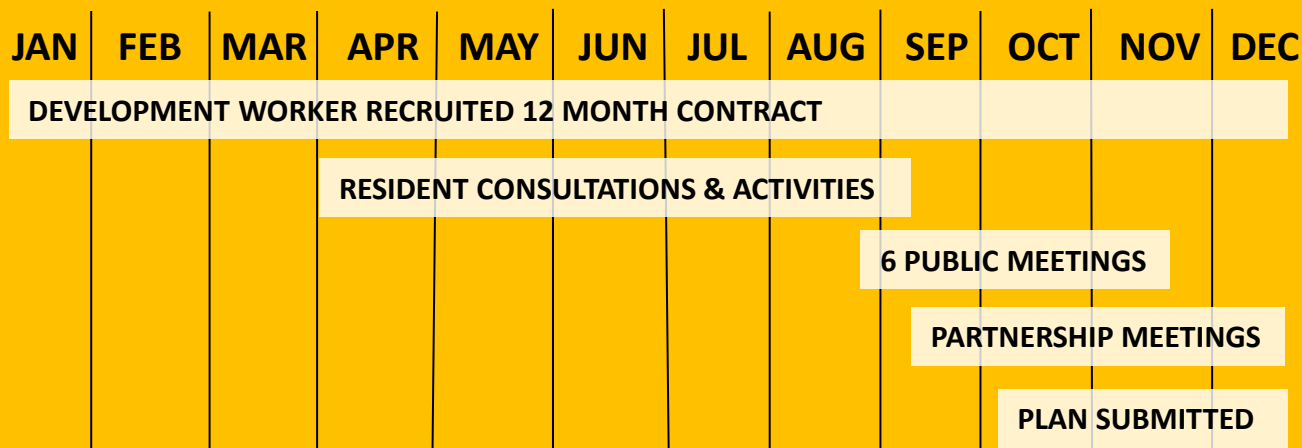 JAN FEB MAR APR MAY JUN JUL AUG SEP OCT NOV DEC
DEVELOPMENT WORKER RECRUITED 12 MONTH CONTRACT
RESIDENT CONSULTATIONS & ACTIVITIES
6 PUBLIC MEETINGS
PARTNERSHIP MEETINGS
PLAN SUBMITTED